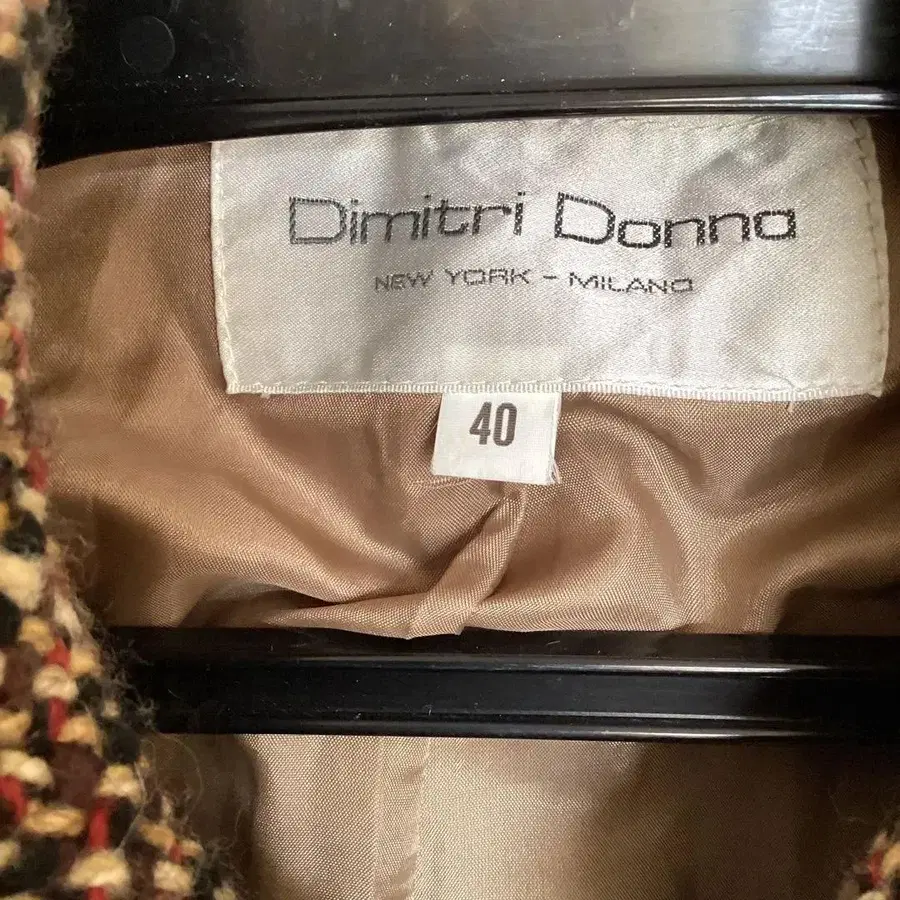 Dimitri Donna
NEW YORK - MILANO
40